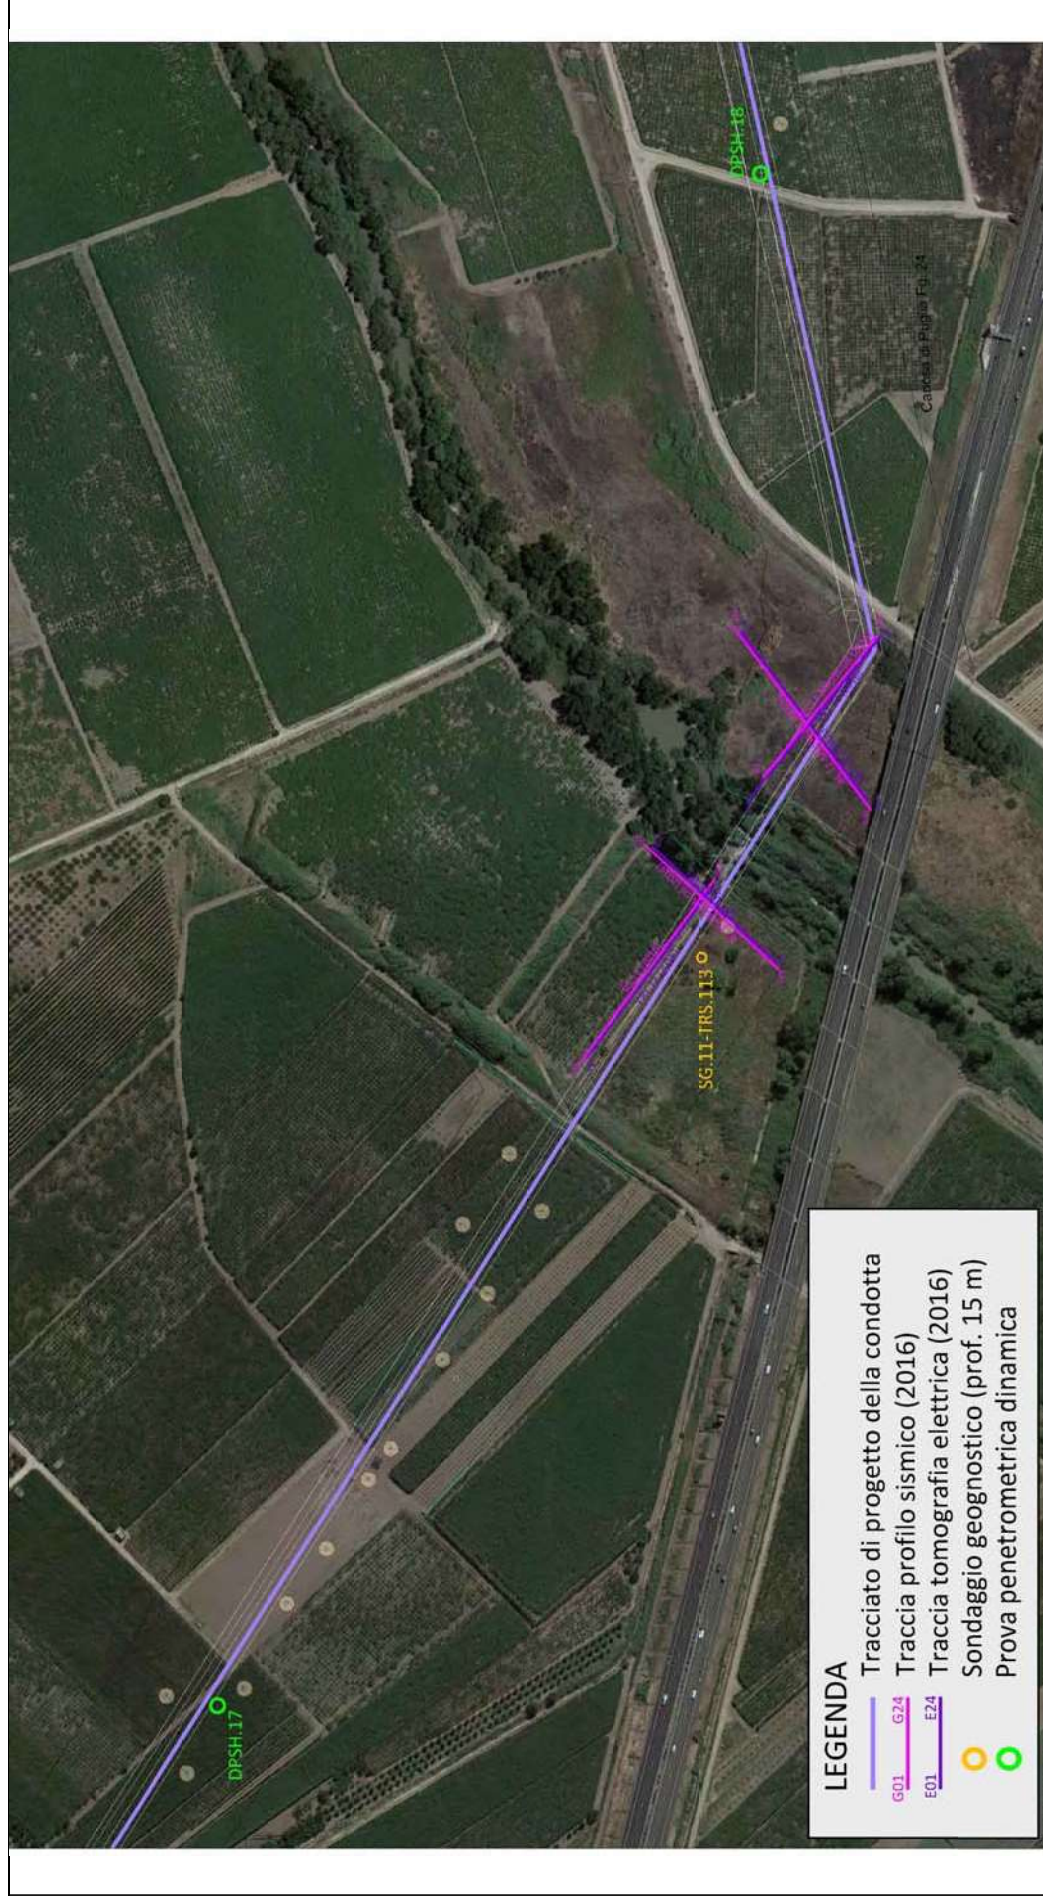 DPSH.17
SG.11-TRS.113
DPSH.18
Canosa di Puglia Fg. 24
LEGENDA
Tracciato di progetto della condotta
G01 G24 Traccia profilo sismico (2016)
E01 E24 Traccia tomografia elettrica (2016)
Sondaggio geognostico (prof. 15 m)
Prova penetrometrica dinamica